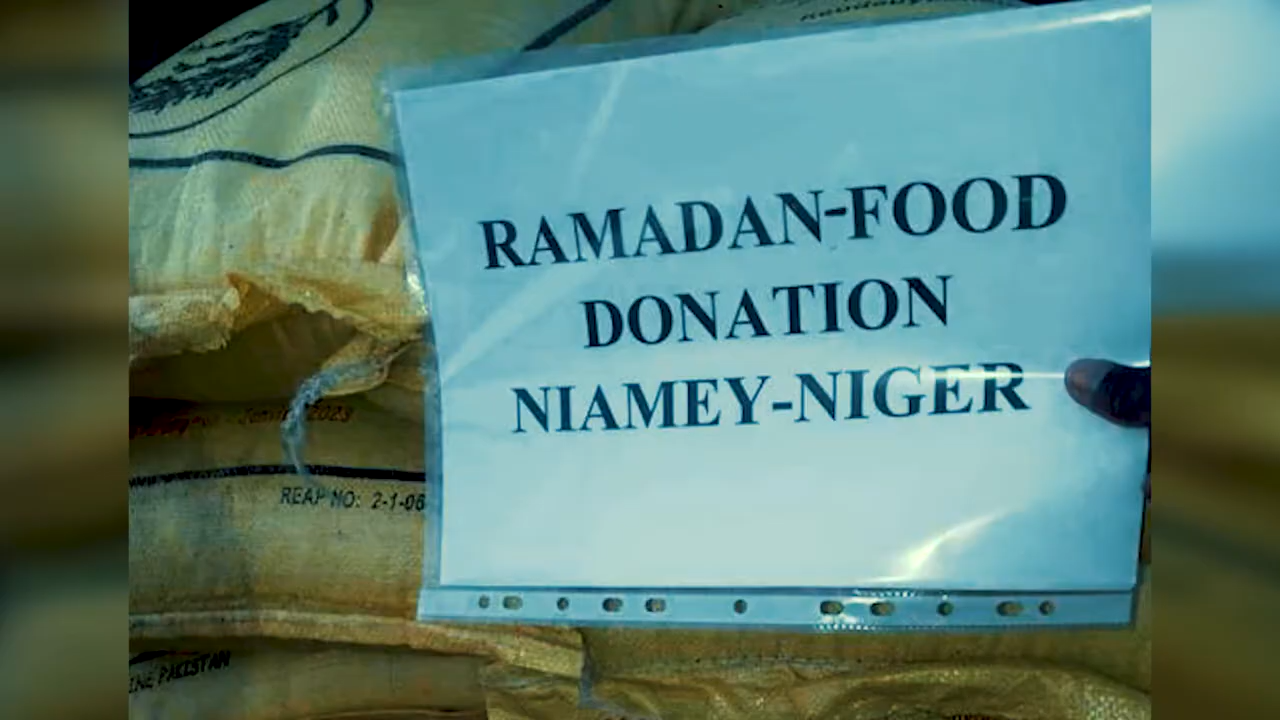 RAMADAN-FOOD
DONATION
NIAMEY-NIGER
2023
REAP NO: 2-1-06
PAKISTAN